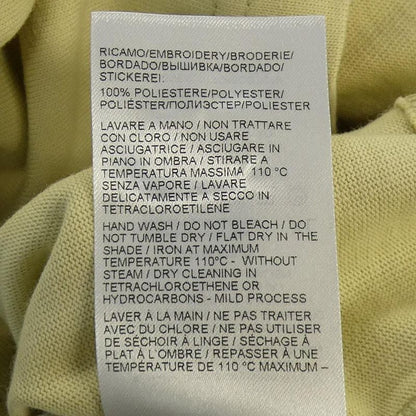 RICAMO/EMBROIDERY/BRODERIE/
BORDADO/ВЫШИВКА/BORDADO/
STICKEREI:
100% POLIESTERE/POLYESTER/
POLIÉSTER/ПОЛИЭСТЕР/POLIESTER
LAVARE A MANO / NON TRATTARE
CON CLORO / NON USARE
ASCIUGATRICE / ASCIUGARE IN
PIANO IN OMBRA / STIRARE A
TEMPERATURA MASSIMA 110 °C
SENZA VAPORE / LAVARE
DELICATAMENTE A SECCO IN
TETRACLOROETILENE
HAND WASH / DO NOT BLEACH / DO
NOT TUMBLE DRY / FLAT DRY IN THE
SHADE / IRON AT MAXIMUM
TEMPERATURE 110°C - WITHOUT
STEAM / DRY CLEANING IN
TETRACHLOROETHENE OR
HYDROCARBONS - MILD PROCESS
LAVER À LA MAIN / NE PAS TRAITER
AVEC DU CHLORE / NE PAS UTILISER
DE SÉCHOIR À LINGE / SÉCHAGE À
PLAT À L'OMBRE / REPASSER À UNE
TEMPÉRATURE DE 110 °C MAXIMUM –